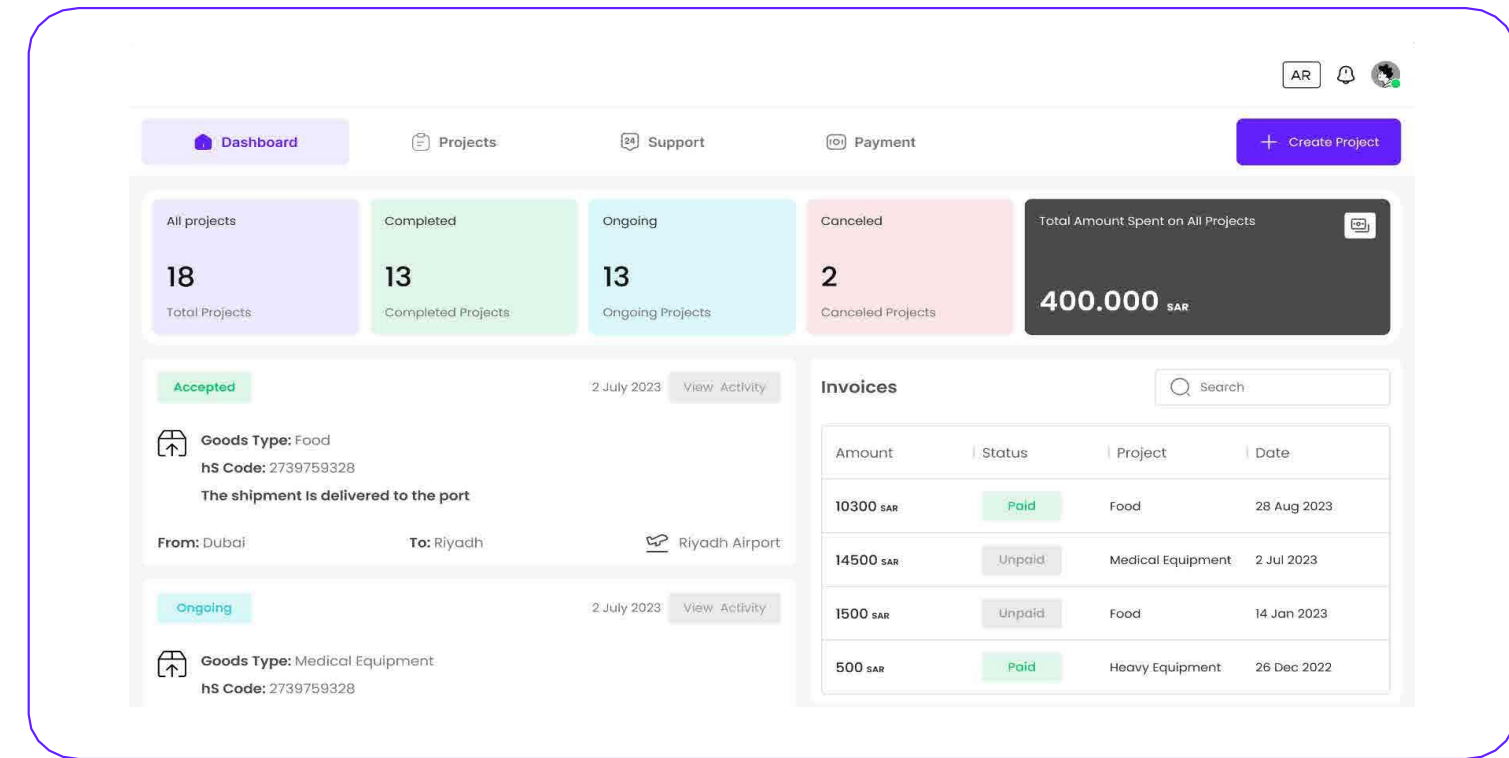 AR
Dashboard Projects Support Payment + Create Project
All projects Completed Ongoing Canceled Total Amount Spent on All Projects
18 13 13 2
400.000 SAR
Total Projects Completed Projects Ongoing Projects Canceled Projects
Accepted 2 July 2023 View Activity
Goods Type: Food
hS Code: 2739759328
The shipment Is delivered to the port
From: Dubai To: Riyadh Riyadh Airport
Ongoing 2 July 2023 View Activity
Goods Type: Medical Equipment
hS Code: 2739759328
Invoices Search
Amount Status Project Date
10300 SAR Paid Food 28 Aug 2023
14500 SAR Unpaid Medical Equipment 2 Jul 2023
1500 SAR Unpaid Food 14 Jan 2023
500 SAR Paid Heavy Equipment 26 Dec 2022